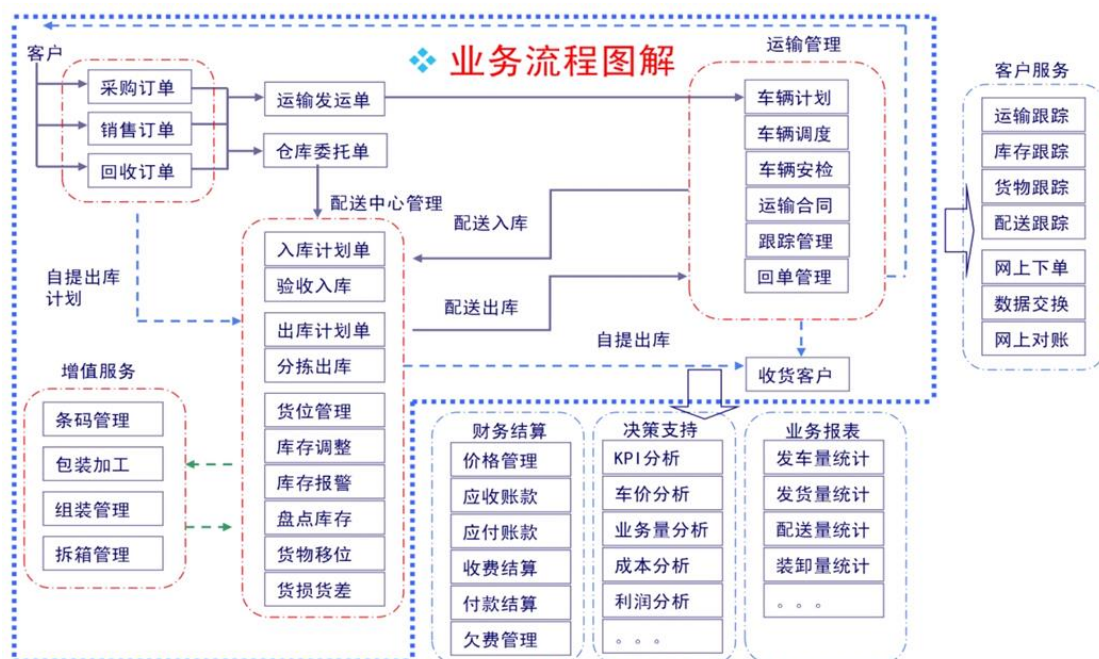 ❖ 业务流程图解
客户
采购订单
销售订单
回收订单
运输发运单
仓库委托单
运输管理
车辆计划
车辆调度
车辆安检
运输合同
跟踪管理
回单管理
配送中心管理
配送入库
配送出库
自提出库
计划
自提出库
收货客户
入库计划单
验收入库
出库计划单
分拣出库
货位管理
库存调整
库存报警
盘点库存
货物移位
货损货差
增值服务
条码管理
包装加工
组装管理
拆箱管理
客户服务
运输跟踪
库存跟踪
货物跟踪
配送跟踪
网上下单
数据交换
网上对账
财务结算
价格管理
应收账款
应付账款
收费结算
付款结算
欠费管理
决策支持
KPI分析
车价分析
业务量分析
成本分析
利润分析
。。。
业务报表
发车量统计
发货量统计
配送量统计
装卸量统计
。。。